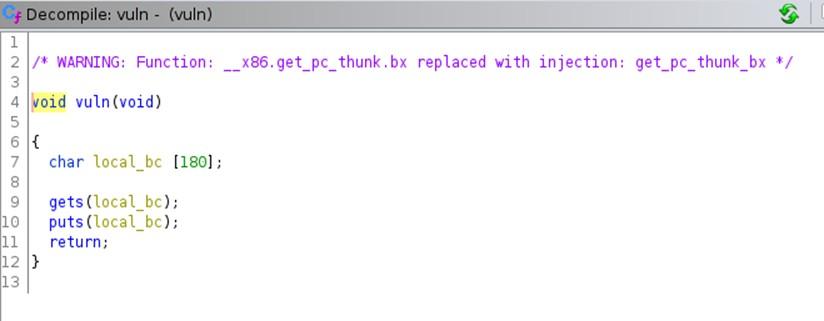 Decompile: vuln - (vuln)
1
2 /* WARNING: Function: __x86.get_pc_thunk.bx replaced with injection: get_pc_thunk_bx */
3
4 void vuln(void)
5
6 {
7 char local_bc [180];
8
9 gets(local_bc);
10 puts(local_bc);
11 return;
12 }
13